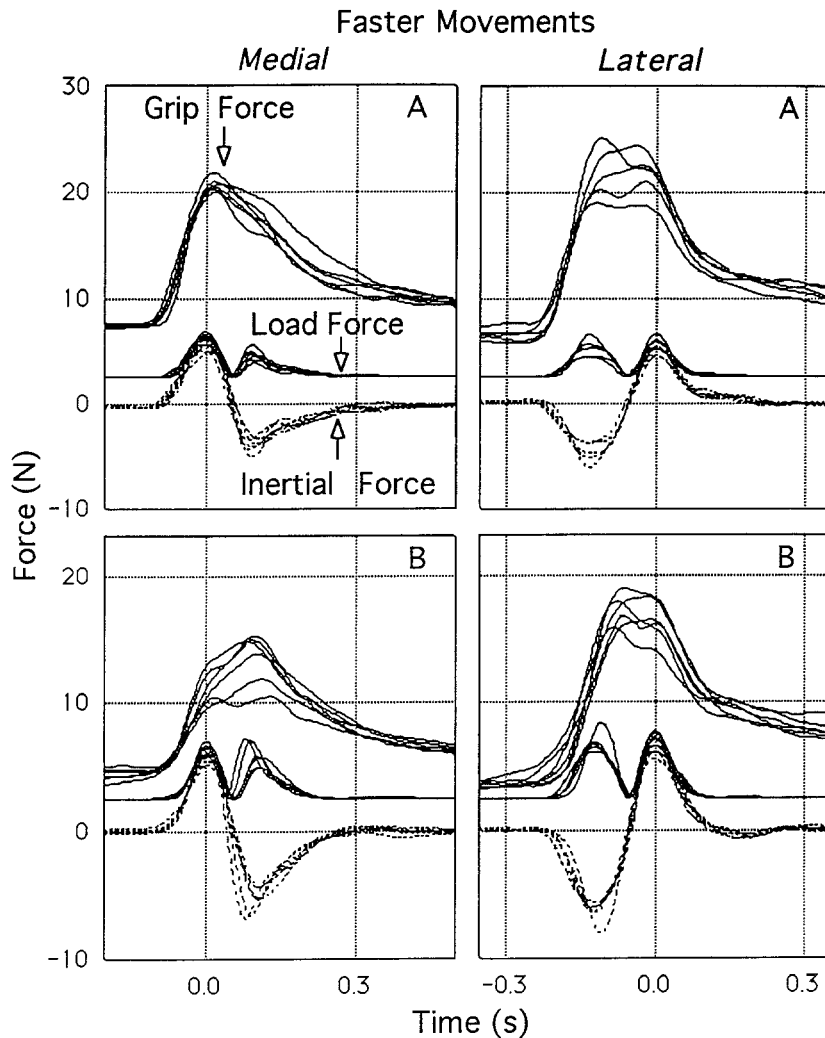 Faster Movements
Medial
Lateral
30
A
A
Grip Force
20
10
Load Force
0
Inertial Force
-10
Force (N)
B
B
20
10
0
-10
0.0
0.3
-0.3
0.0
0.3
Time (s)